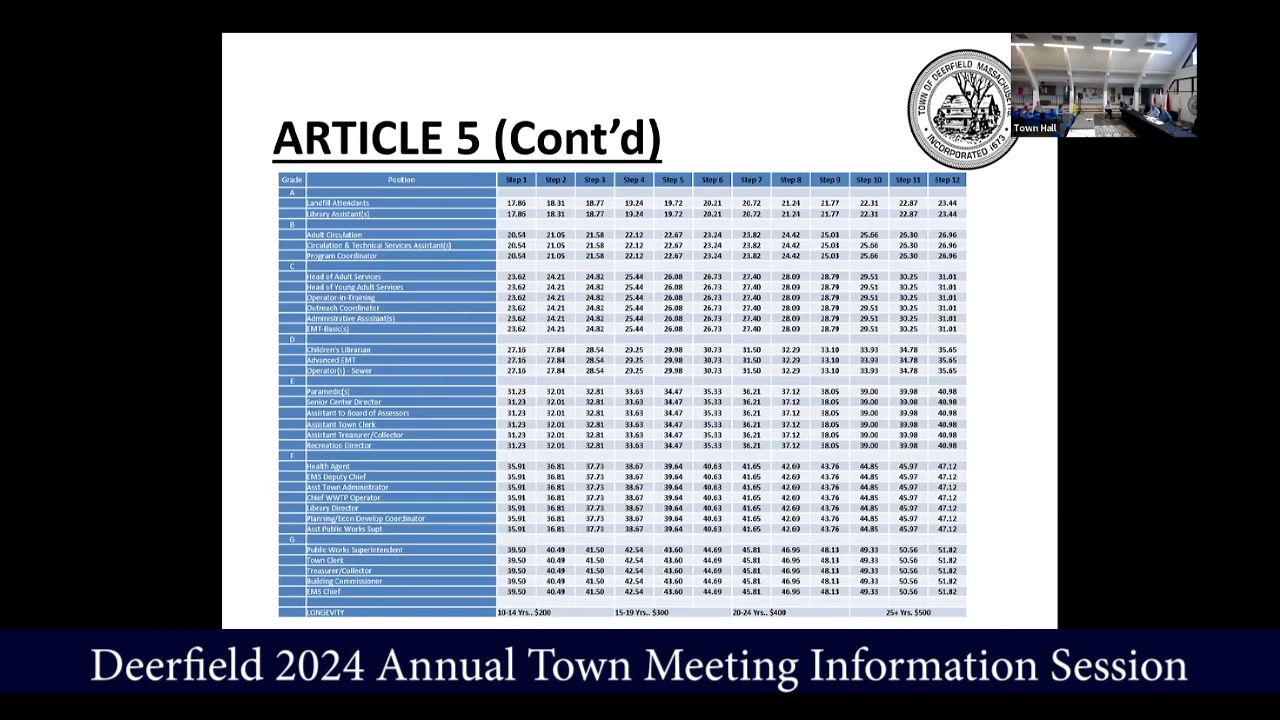 TOWN OF DEERFIELD MASSACHUSETTS
INCORPORATED 1673
Town Hall
ARTICLE 5 (Cont’d)
Grade Position Step 1 Step 2 Step 3 Step 4 Step 5 Step 6 Step 7 Step 8 Step 9 Step 10 Step 11 Step 12
A
Landfill Attendants 17.86 18.31 18.77 19.24 19.72 20.21 20.72 21.24 21.77 22.31 22.87 23.44
Library Assistant(s) 17.86 18.31 18.77 19.24 19.72 20.21 20.72 21.24 21.77 22.31 22.87 23.44
B
Adult Circulation 20.54 21.05 21.58 22.12 22.67 23.24 23.82 24.42 25.03 25.66 26.30 26.96
Circulation & Technical Services Assistant(s) 20.54 21.05 21.58 22.12 22.67 23.24 23.82 24.42 25.03 25.66 26.30 26.96
Program Coordinator 20.54 21.05 21.58 22.12 22.67 23.24 23.82 24.42 25.03 25.66 26.30 26.96
C
Head of Adult Services 23.62 24.21 24.82 25.44 26.08 26.73 27.40 28.09 28.79 29.51 30.25 31.01
Head of Young Adult Services 23.62 24.21 24.82 25.44 26.08 26.73 27.40 28.09 28.79 29.51 30.25 31.01
Operator-in-Training 23.62 24.21 24.82 25.44 26.08 26.73 27.40 28.09 28.79 29.51 30.25 31.01
Outreach Coordinator 23.62 24.21 24.82 25.44 26.08 26.73 27.40 28.09 28.79 29.51 30.25 31.01
Administrative Assistant(s) 23.62 24.21 24.82 25.44 26.08 26.73 27.40 28.09 28.79 29.51 30.25 31.01
EMT-Basic(s) 23.62 24.21 24.82 25.44 26.08 26.73 27.40 28.09 28.79 29.51 30.25 31.01
D
Children's Librarian 27.16 27.84 28.54 29.25 29.98 30.73 31.50 32.29 33.10 33.93 34.78 35.65
Advanced EMT 27.16 27.84 28.54 29.25 29.98 30.73 31.50 32.29 33.10 33.93 34.78 35.65
Operator(s) - Sewer 27.16 27.84 28.54 29.25 29.98 30.73 31.50 32.29 33.10 33.93 34.78 35.65
E
Paramedic(s) 31.23 32.01 32.81 33.63 34.47 35.33 36.21 37.12 38.05 39.00 39.98 40.98
Senior Center Director 31.23 32.01 32.81 33.63 34.47 35.33 36.21 37.12 38.05 39.00 39.98 40.98
Assistant to Board of Assessors 31.23 32.01 32.81 33.63 34.47 35.33 36.21 37.12 38.05 39.00 39.98 40.98
Assistant Town Clerk 31.23 32.01 32.81 33.63 34.47 35.33 36.21 37.12 38.05 39.00 39.98 40.98
Assistant Treasurer/Collector 31.23 32.01 32.81 33.63 34.47 35.33 36.21 37.12 38.05 39.00 39.98 40.98
Recreation Director 31.23 32.01 32.81 33.63 34.47 35.33 36.21 37.12 38.05 39.00 39.98 40.98
F
Health Agent 35.91 36.81 37.73 38.67 39.64 40.63 41.65 42.69 43.76 44.85 45.97 47.12
EMS Deputy Chief 35.91 36.81 37.73 38.67 39.64 40.63 41.65 42.69 43.76 44.85 45.97 47.12
Asst Town Administrator 35.91 36.81 37.73 38.67 39.64 40.63 41.65 42.69 43.76 44.85 45.97 47.12
Chief WWTP Operator 35.91 36.81 37.73 38.67 39.64 40.63 41.65 42.69 43.76 44.85 45.97 47.12
Library Director 35.91 36.81 37.73 38.67 39.64 40.63 41.65 42.69 43.76 44.85 45.97 47.12
Planning/Econ Develop Coordinator 35.91 36.81 37.73 38.67 39.64 40.63 41.65 42.69 43.76 44.85 45.97 47.12
Asst Public Works Supt 35.91 36.81 37.73 38.67 39.64 40.63 41.65 42.69 43.76 44.85 45.97 47.12
G
Public Works Superintendent 39.50 40.49 41.50 42.54 43.60 44.69 45.81 46.95 48.13 49.33 50.56 51.82
Town Clerk 39.50 40.49 41.50 42.54 43.60 44.69 45.81 46.95 48.13 49.33 50.56 51.82
Treasurer/Collector 39.50 40.49 41.50 42.54 43.60 44.69 45.81 46.95 48.13 49.33 50.56 51.82
Building Commissioner 39.50 40.49 41.50 42.54 43.60 44.69 45.81 46.95 48.13 49.33 50.56 51.82
EMS Chief 39.50 40.49 41.50 42.54 43.60 44.69 45.81 46.95 48.13 49.33 50.56 51.82
LONGEVITY 10-14 Yrs.. $200 15-19 Yrs.. $300 20-24 Yrs.. $400 25+ Yrs. $500
Deerfield 2024 Annual Town Meeting Information Session